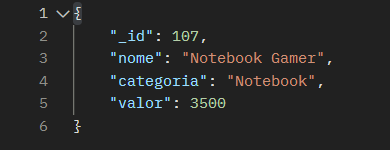 1 {
2 "_id": 107,
3 "nome": "Notebook Gamer",
4 "categoria": "Notebook",
5 "valor": 3500
6 }